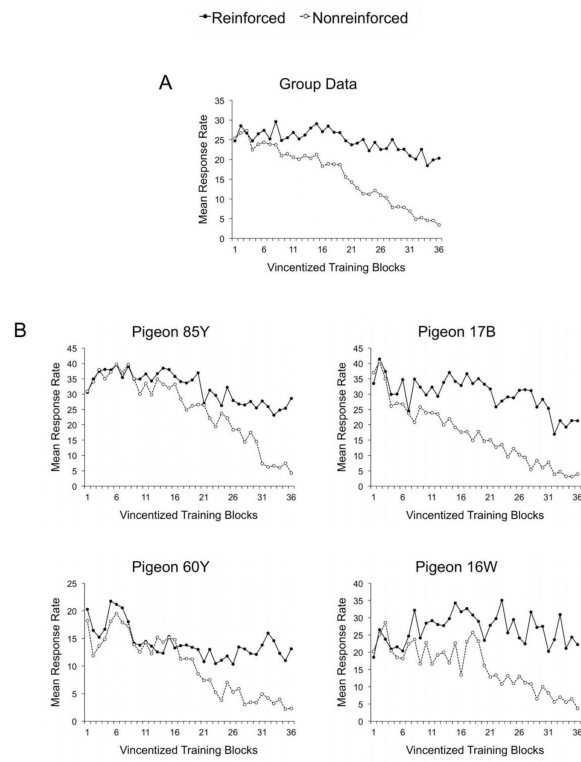 Reinforced Nonreinforced
A
Group Data
35
30
25
20
15
10
5
0
Mean Response Rate
1 6 11 16 21 26 31 36
Vincentized Training Blocks
B
Pigeon 85Y
45
40
35
30
25
20
15
10
5
0
Mean Response Rate
1 6 11 16 21 26 31 36
Vincentized Training Blocks
Pigeon 17B
45
40
35
30
25
20
15
10
5
0
Mean Response Rate
1 6 11 16 21 26 31 36
Vincentized Training Blocks
Pigeon 60Y
25
20
15
10
5
0
Mean Response Rate
1 6 11 16 21 26 31 36
Vincentized Training Blocks
Pigeon 16W
40
35
30
25
20
15
10
5
0
Mean Response Rate
1 6 11 16 21 26 31 36
Vincentized Training Blocks